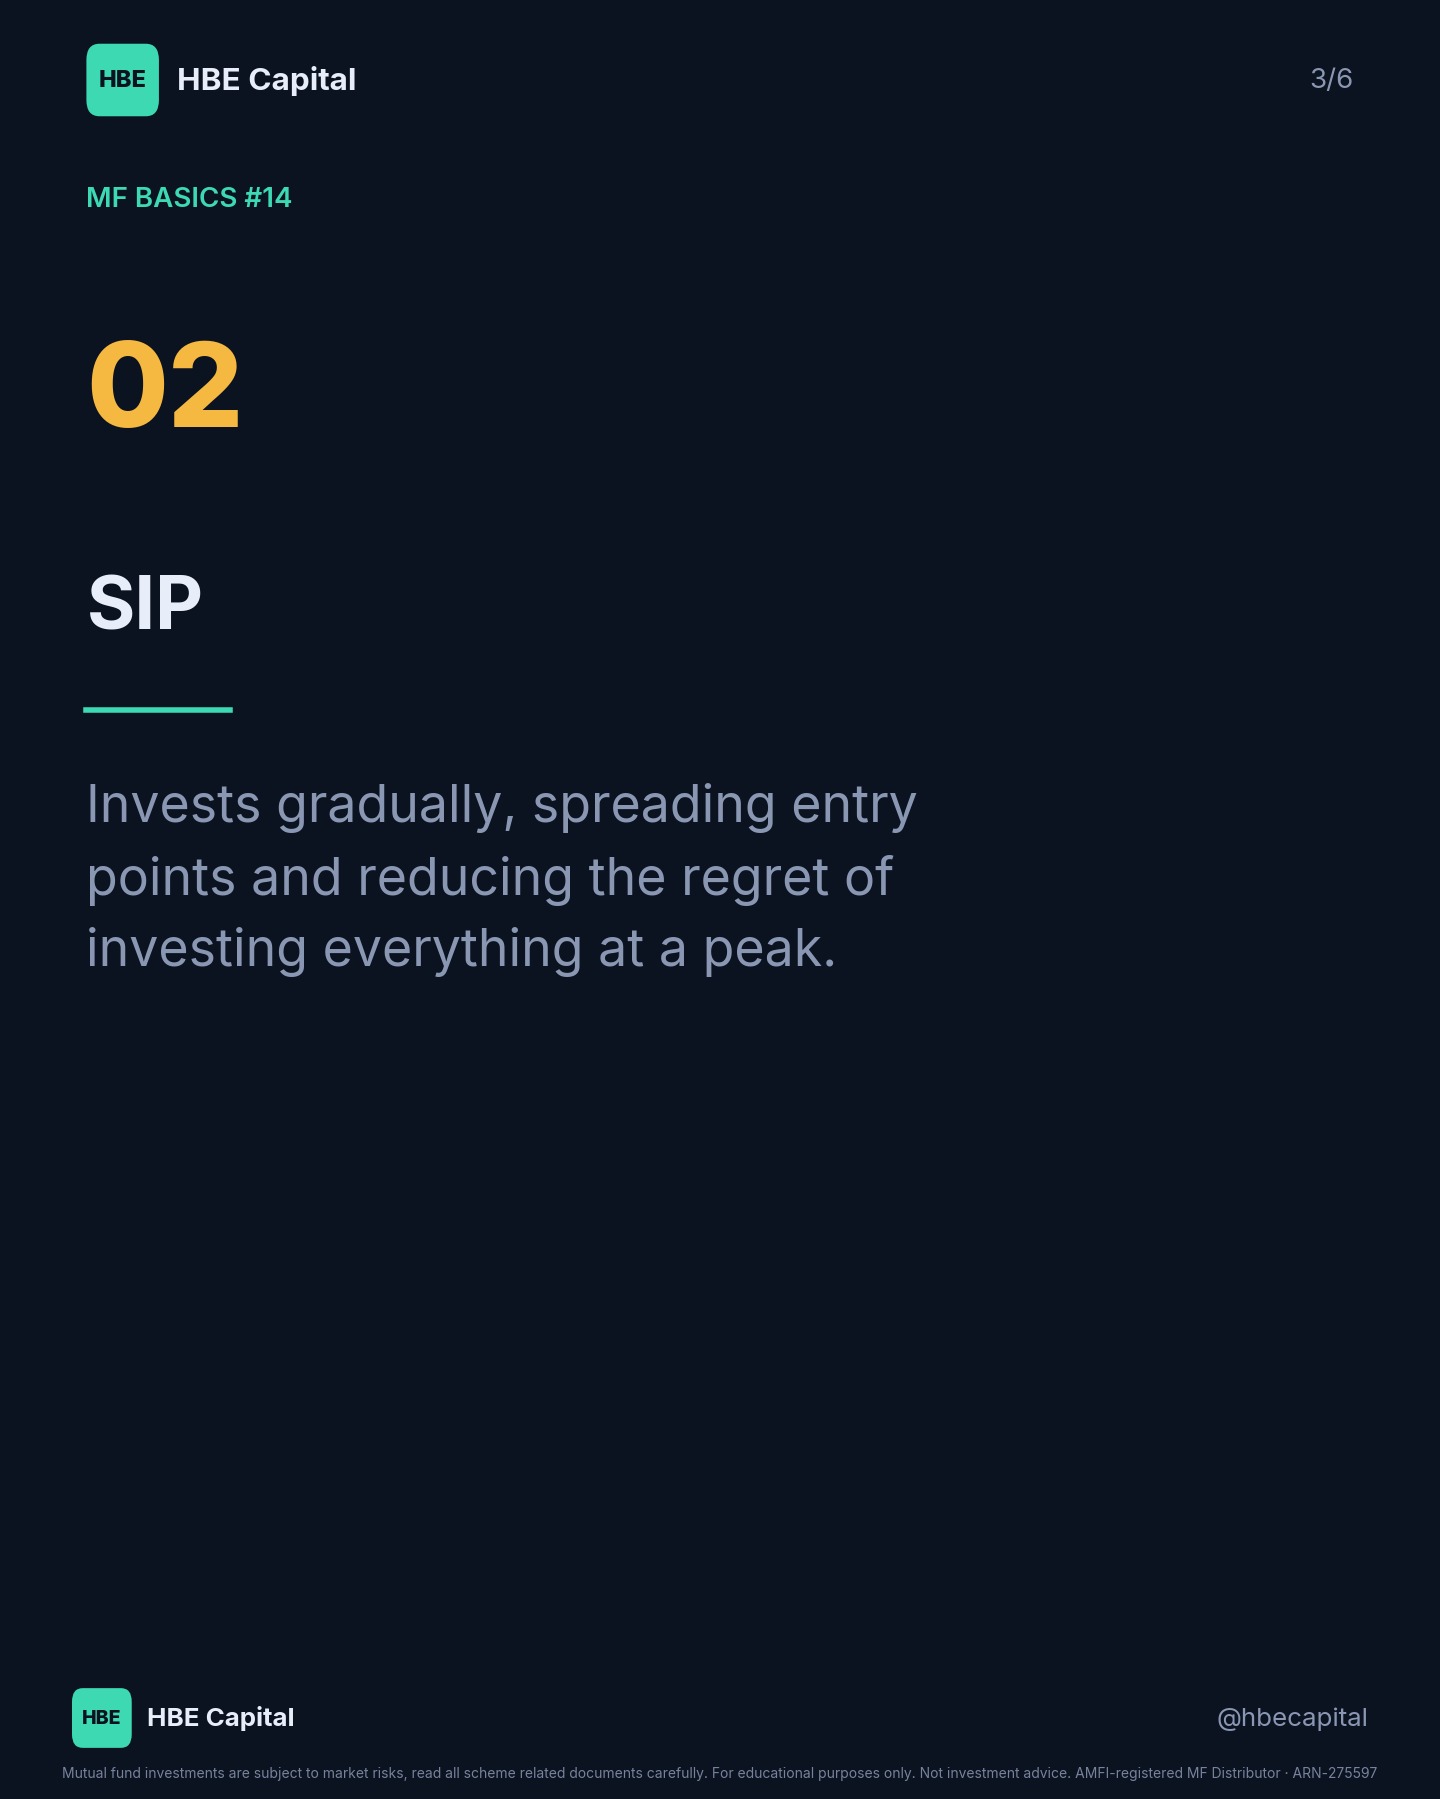 HBE HBE Capital 3/6
MF BASICS #14
02
SIP
Invests gradually, spreading entry
points and reducing the regret of
investing everything at a peak.
HBE HBE Capital @hbecapital
Mutual fund investments are subject to market risks, read all scheme related documents carefully. For educational purposes only. Not investment advice. AMFI-registered MF Distributor · ARN-275597